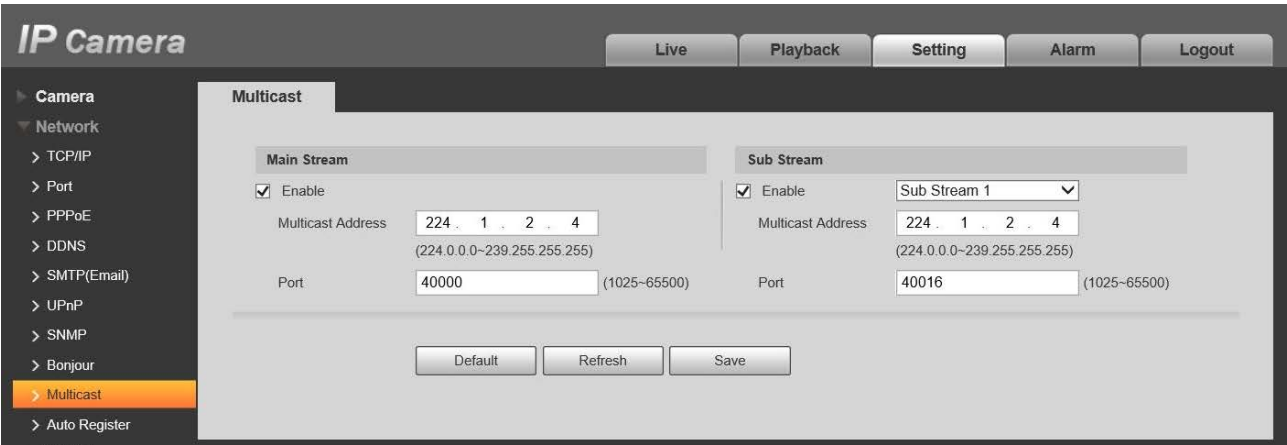 IP Camera
Live Playback Setting Alarm Logout
Camera
Network
TCP/IP
Port
PPPoE
DDNS
SMTP(Email)
UPnP
SNMP
Bonjour
Multicast
Auto Register
Multicast
Main Stream
Enable
Multicast Address 224 . 1 . 2 . 4
(224.0.0.0~239.255.255.255)
Port 40000 (1025~65500)
Sub Stream
Enable Sub Stream 1
Multicast Address 224 . 1 . 2 . 4
(224.0.0.0~239.255.255.255)
Port 40016 (1025~65500)
Default Refresh Save